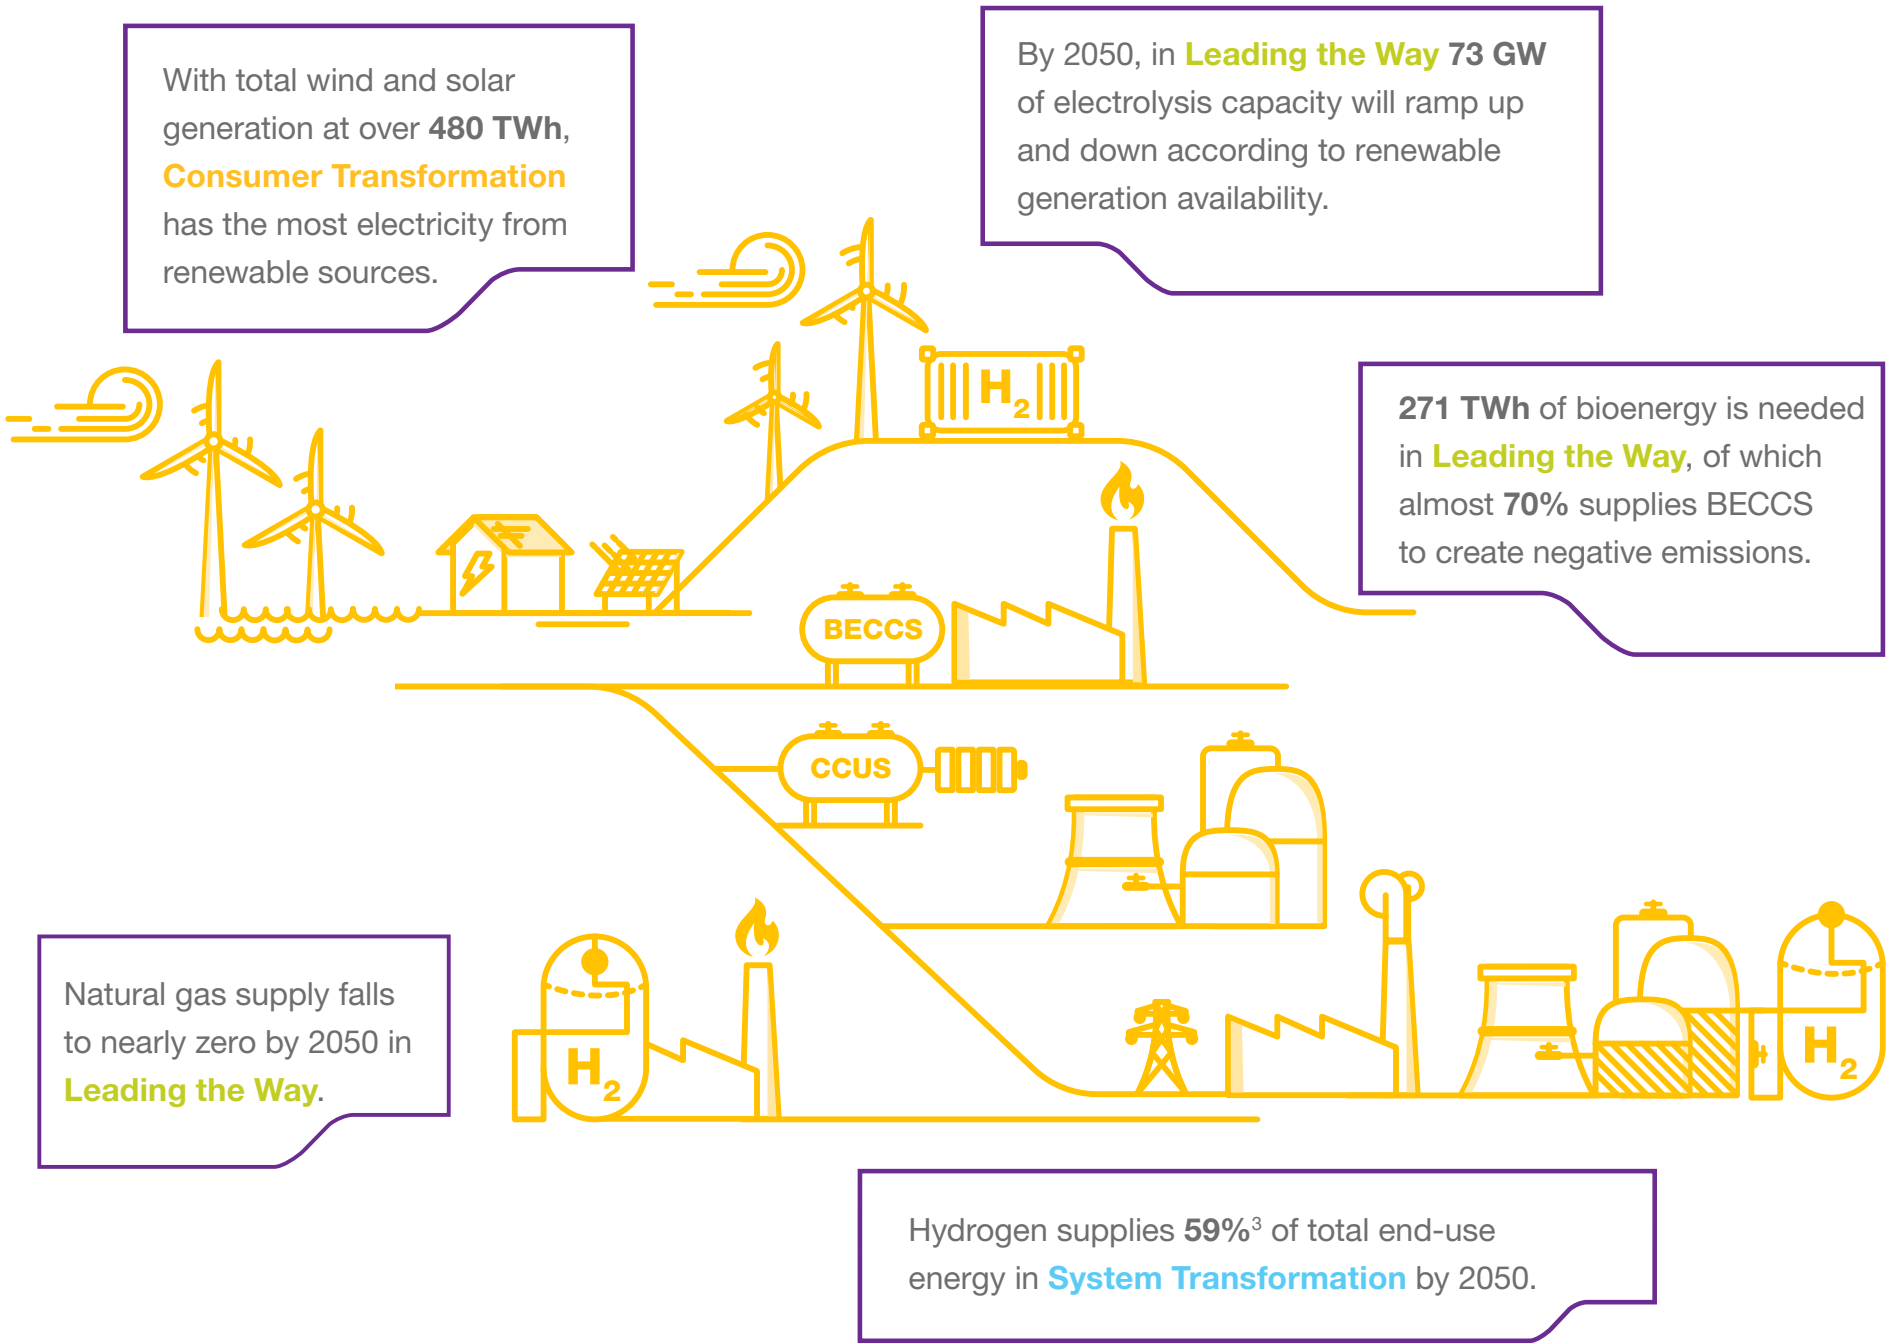 With total wind and solar
generation at over 480 TWh,
Consumer Transformation
has the most electricity from
renewable sources.
By 2050, in Leading the Way 73 GW
of electrolysis capacity will ramp up
and down according to renewable
generation availability.
H2
271 TWh of bioenergy is needed
in Leading the Way, of which
almost 70% supplies BECCS
to create negative emissions.
BECCS
CCUS
Natural gas supply falls
to nearly zero by 2050 in
Leading the Way.
H2
H2
Hydrogen supplies 59%³ of total end-use
energy in System Transformation by 2050.